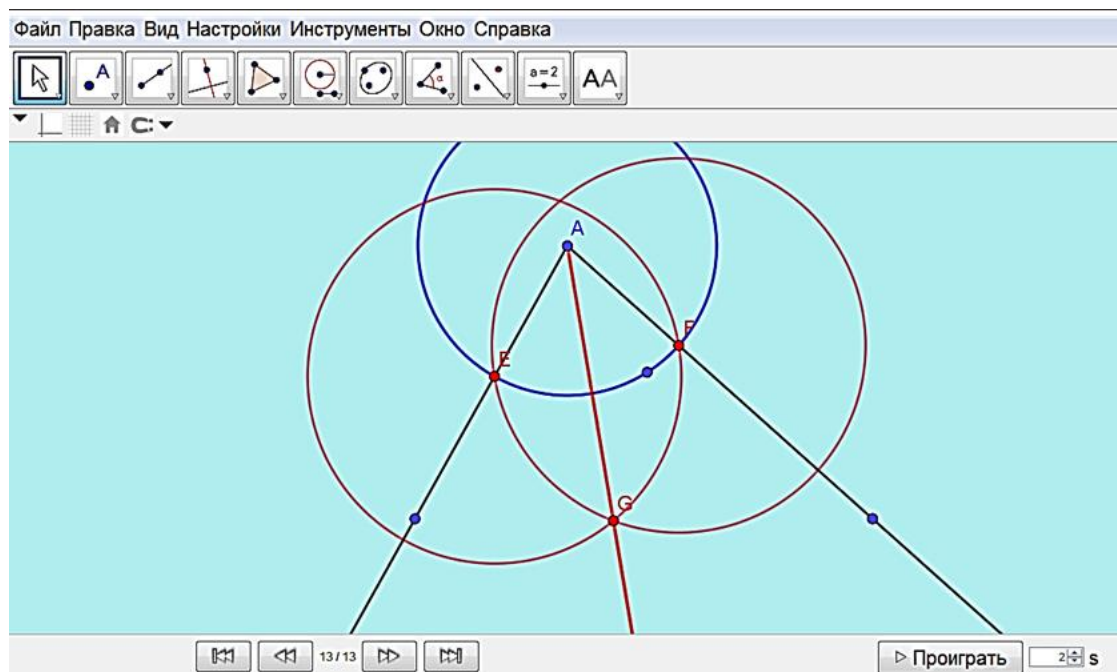 Файл Правка Вид Настройки Инструменты Окно Справка
A α a=2 AA
A
E F
G
13/13 Проиграть 2 s